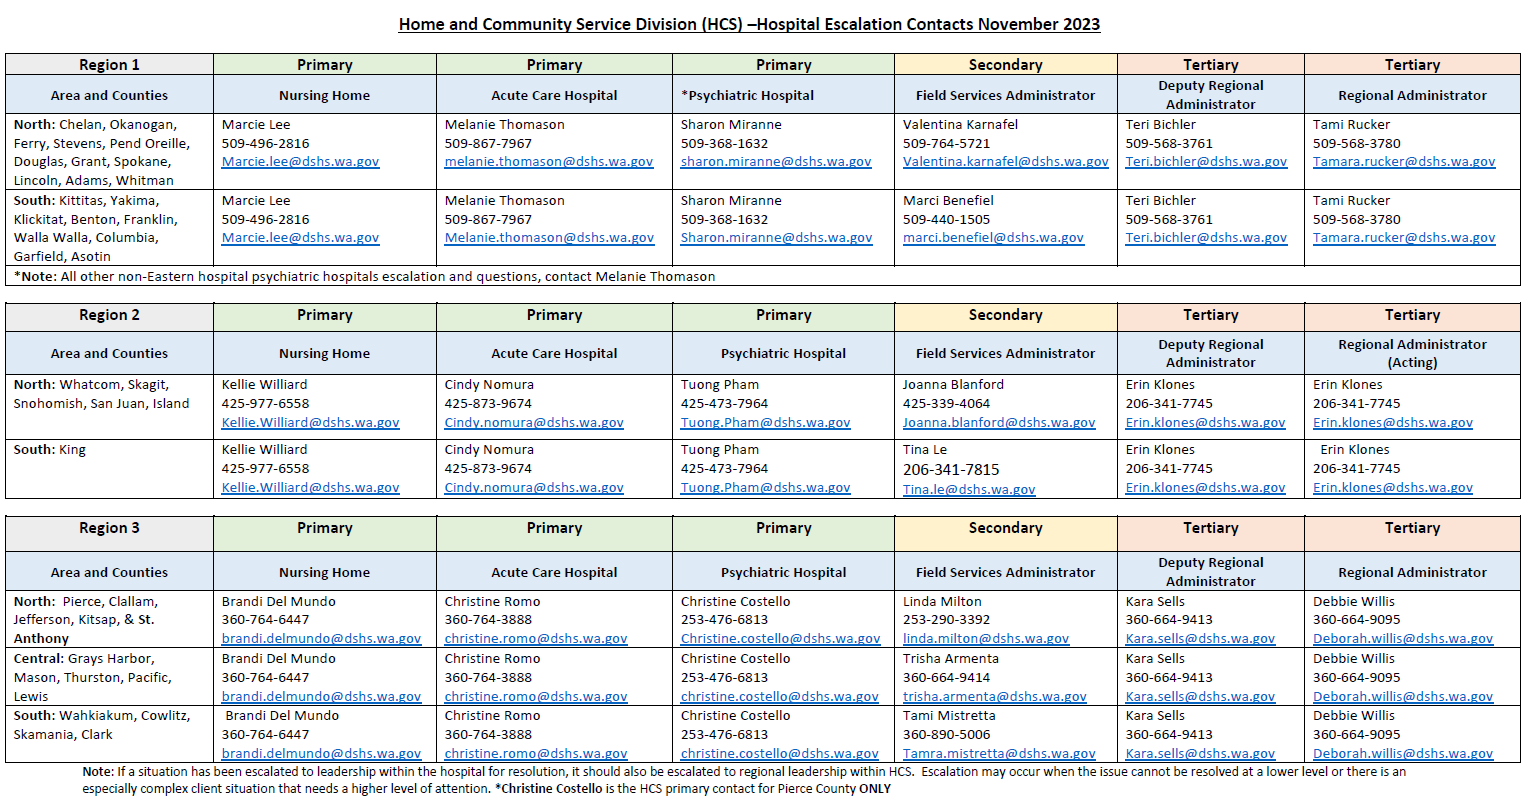 Home and Community Service Division (HCS) –Hospital Escalation Contacts November 2023
Region 1 Primary Primary Primary Secondary Tertiary Tertiary
Area and Counties Nursing Home Acute Care Hospital *Psychiatric Hospital Field Services Administrator Deputy Regional Administrator Regional Administrator
North: Chelan, Okanogan, Marcie Lee Melanie Thomason Sharon Miranne Valentina Karnafel Teri Bichler Tami Rucker
Ferry, Stevens, Pend Oreille, 509-496-2816 509-867-7967 509-368-1632 509-764-5721 509-568-3761 509-568-3780
Douglas, Grant, Spokane, Marcie.lee@dshs.wa.gov melanie.thomason@dshs.wa.gov sharon.miranne@dshs.wa.gov Valentina.karnafel@dshs.wa.gov Teri.bichler@dshs.wa.gov Tamara.rucker@dshs.wa.gov
Lincoln, Adams, Whitman
South: Kittitas, Yakima, Marcie Lee Melanie Thomason Sharon Miranne Marci Benefiel Teri Bichler Tami Rucker
Klickitat, Benton, Franklin, 509-496-2816 509-867-7967 509-368-1632 509-440-1505 509-568-3761 509-568-3780
Walla Walla, Columbia, Marcie.lee@dshs.wa.gov Melanie.thomason@dshs.wa.gov Sharon.miranne@dshs.wa.gov marci.benefiel@dshs.wa.gov Teri.bichler@dshs.wa.gov Tamara.rucker@dshs.wa.gov
Garfield, Asotin
*Note: All other non-Eastern hospital psychiatric hospitals escalation and questions, contact Melanie Thomason
Region 2 Primary Primary Primary Secondary Tertiary Tertiary
Area and Counties Nursing Home Acute Care Hospital Psychiatric Hospital Field Services Administrator Deputy Regional Administrator Regional Administrator (Acting)
North: Whatcom, Skagit, Kellie Williard Cindy Nomura Tuong Pham Joanna Blanford Erin Klones Erin Klones
Snohomish, San Juan, Island 425-977-6558 425-873-9674 425-473-7964 425-339-4064 206-341-7745 206-341-7745
Kellie.Williard@dshs.wa.gov Cindy.nomura@dshs.wa.gov Tuong.Pham@dshs.wa.gov Joanna.blanford@dshs.wa.gov Erin.klones@dshs.wa.gov Erin.klones@dshs.wa.gov
South: King Kellie Williard Cindy Nomura Tuong Pham Tina Le Erin Klones Erin Klones
425-977-6558 425-873-9674 425-473-7964 206-341-7815 206-341-7745 206-341-7745
Kellie.Williard@dshs.wa.gov Cindy.nomura@dshs.wa.gov Tuong.Pham@dshs.wa.gov Tina.le@dshs.wa.gov Erin.klones@dshs.wa.gov Erin.klones@dshs.wa.gov
Region 3 Primary Primary Primary Secondary Tertiary Tertiary
Area and Counties Nursing Home Acute Care Hospital Psychiatric Hospital Field Services Administrator Deputy Regional Administrator Regional Administrator
North: Pierce, Clallam, Brandi Del Mundo Christine Romo Christine Costello Linda Milton Kara Sells Debbie Willis
Jefferson, Kitsap, & St. 360-764-6447 360-764-3888 253-476-6813 253-290-3392 360-664-9413 360-664-9095
Anthony brandi.delmundo@dshs.wa.gov christine.romo@dshs.wa.gov Christine.costello@dshs.wa.gov linda.milton@dshs.wa.gov Kara.sells@dshs.wa.gov Deborah.willis@dshs.wa.gov
Central: Grays Harbor, Brandi Del Mundo Christine Romo Christine Costello Trisha Armenta Kara Sells Debbie Willis
Mason, Thurston, Pacific, 360-764-6447 360-764-3888 253-476-6813 360-664-9414 360-664-9413 360-664-9095
Lewis brandi.delmundo@dshs.wa.gov christine.romo@dshs.wa.gov christine.costello@dshs.wa.gov trisha.armenta@dshs.wa.gov Kara.sells@dshs.wa.gov Deborah.willis@dshs.wa.gov
South: Wahkiakum, Cowlitz, Brandi Del Mundo Christine Romo Christine Costello Tami Mistretta Kara Sells Debbie Willis
Skamania, Clark 360-764-6447 360-764-3888 253-476-6813 360-890-5006 360-664-9413 360-664-9095
brandi.delmundo@dshs.wa.gov christine.romo@dshs.wa.gov christine.costello@dshs.wa.gov Tamra.mistretta@dshs.wa.gov Kara.sells@dshs.wa.gov Deborah.willis@dshs.wa.gov
Note: If a situation has been escalated to leadership within the hospital for resolution, it should also be escalated to regional leadership within HCS. Escalation may occur when the issue cannot be resolved at a lower level or there is an
especially complex client situation that needs a higher level of attention. *Christine Costello is the HCS primary contact for Pierce County ONLY